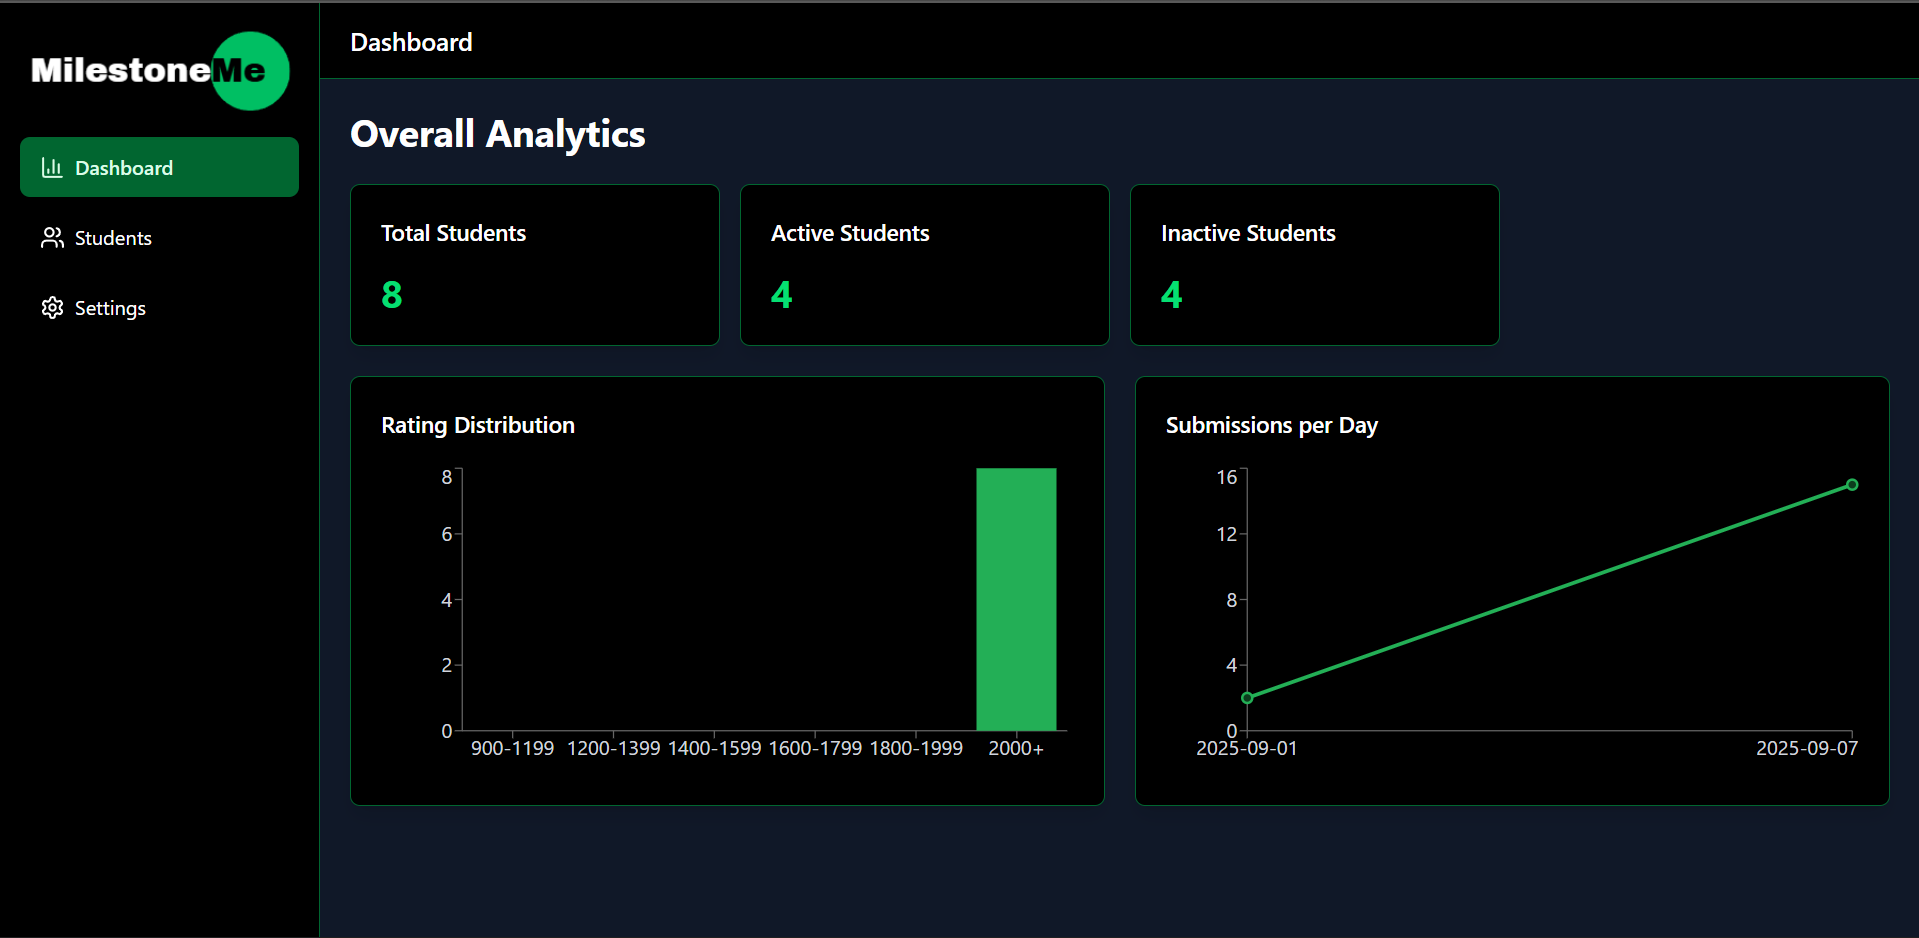 MilestoneMe
Dashboard
Students
Settings
Dashboard
Overall Analytics
Total Students
8
Active Students
4
Inactive Students
4
Rating Distribution
8
6
4
2
0
900-1199 1200-1399 1400-1599 1600-1799 1800-1999 2000+
Submissions per Day
16
12
8
4
0
2025-09-01 2025-09-07